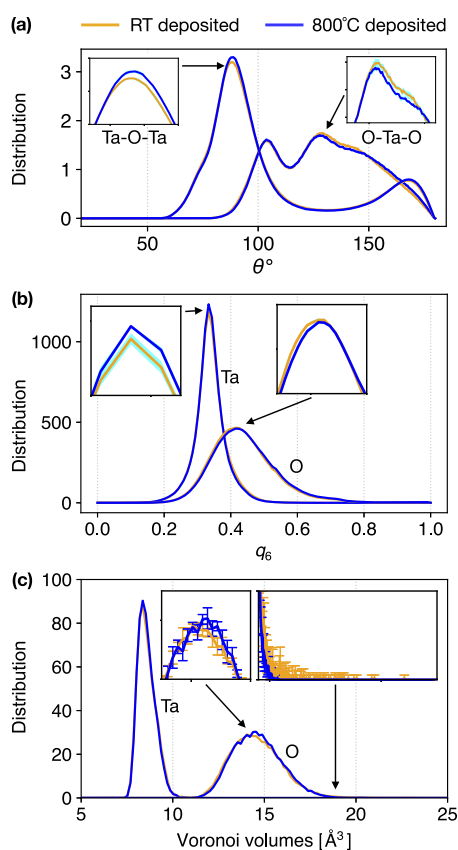 RT deposited 800°C deposited
(a)
Distribution
3
2
1
0
Ta-O-Ta
O-Ta-O
50 100 150
θ°
(b)
Distribution
1000
500
0
Ta
O
0.0 0.2 0.4 0.6 0.8 1.0
q6
(c)
Distribution
100
80
60
40
20
0
Ta
O
5 10 15 20 25
Voronoi volumes [Å³]